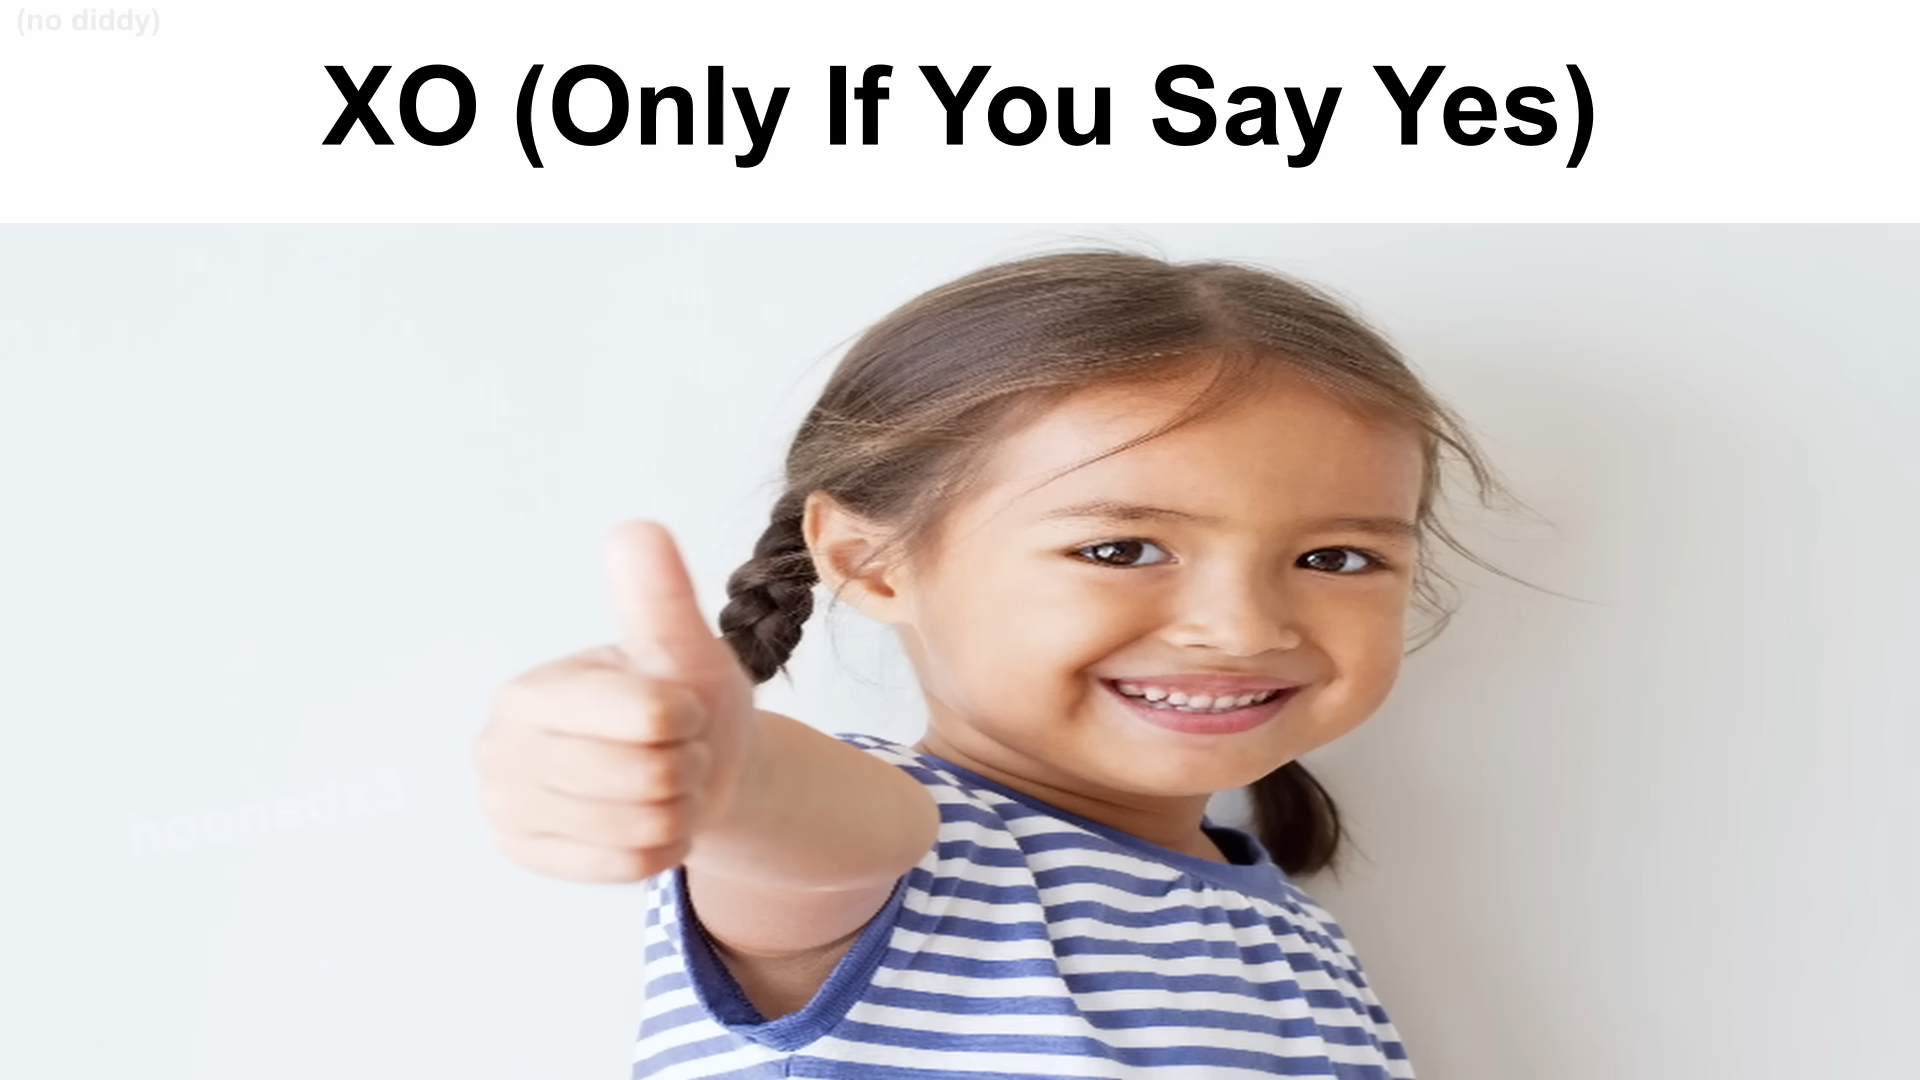 (no diddy)
XO (Only If You Say Yes)